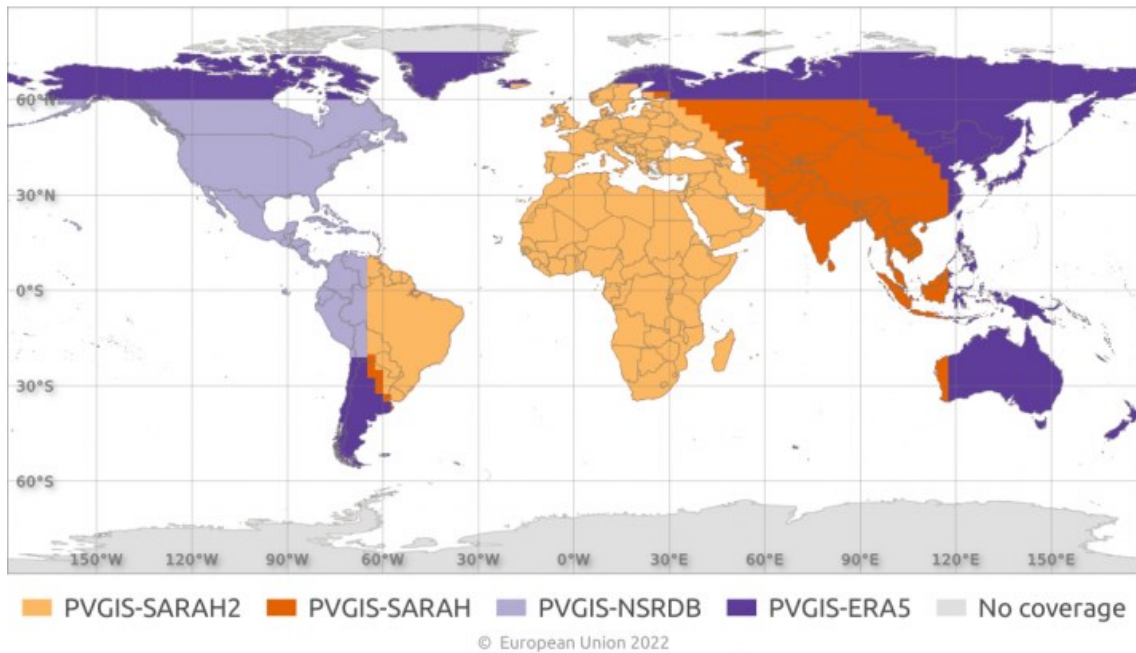 60°N
30°N
0°S
30°S
60°S
150°W 120°W 90°W 60°W 30°W 0°W 30°E 60°E 90°E 120°E 150°E
PVGIS-SARAH2 PVGIS-SARAH PVGIS-NSRDB PVGIS-ERA5 No coverage
© European Union 2022